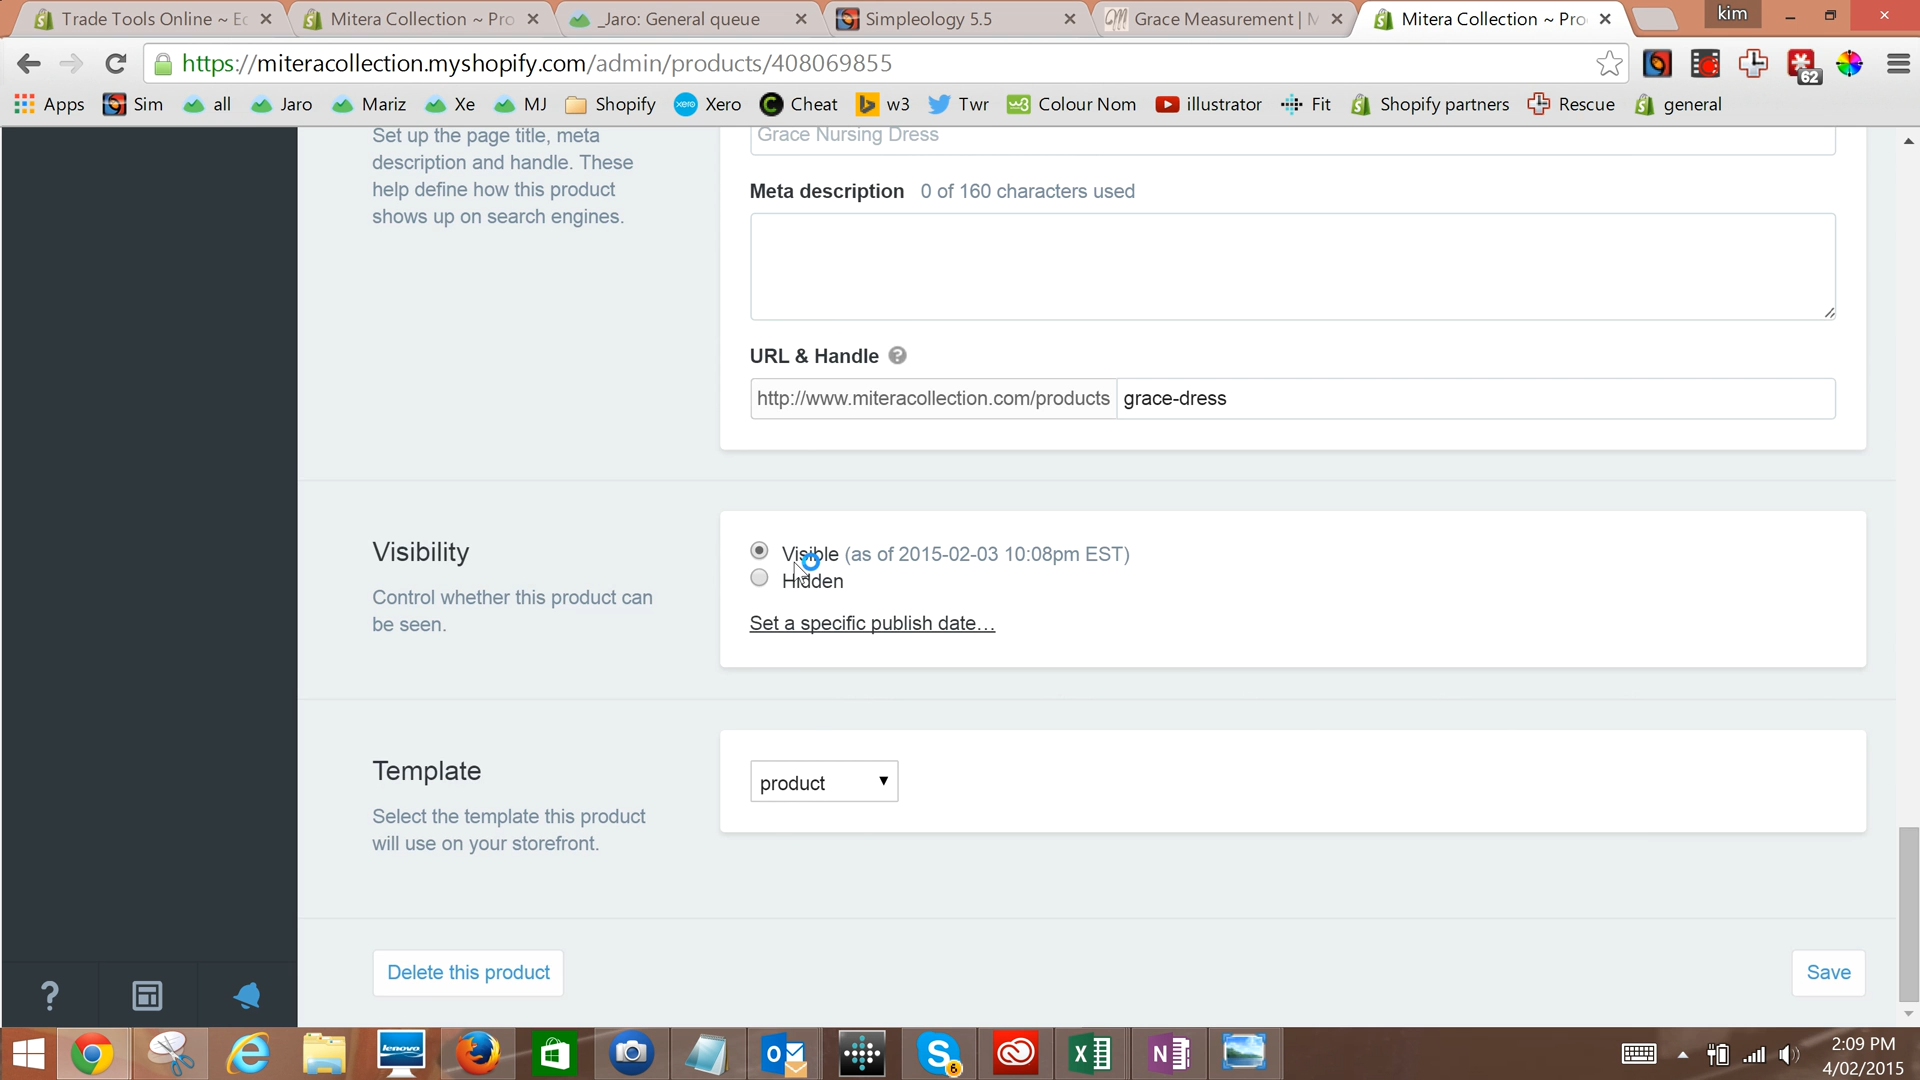 Trade Tools Online ~ Ec
Mitera Collection ~ Pro
_Jaro: General queue
Simpleology 5.5
Grace Measurement | M
Mitera Collection ~ Pro
kim
https://miteracollection.myshopify.com/admin/products/408069855
62
Apps Sim all Jaro Mariz Xe MJ Shopify Xero Cheat w3 Twr Colour Nom illustrator Fit Shopify partners Rescue general
Set up the page title, meta
description and handle. These
help define how this product
shows up on search engines.
Grace Nursing Dress
Meta description 0 of 160 characters used
URL & Handle ?
http://www.miteracollection.com/products grace-dress
Visibility
Control whether this product can
be seen.
Visible (as of 2015-02-03 10:08pm EST)
Hidden
Set a specific publish date…
Template
Select the template this product
will use on your storefront.
product
Delete this product
Save
?
lenovo
6
2:09 PM
4/02/2015